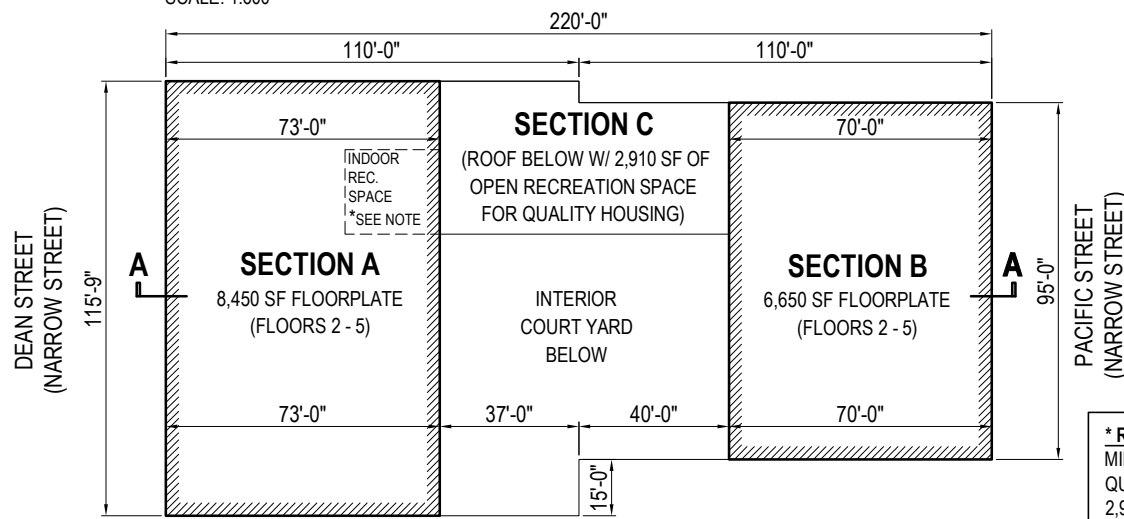 220'-0"
110'-0"
110'-0"
73'-0"
SECTION C
70'-0"
INDOOR
REC.
SPACE
*SEE NOTE
(ROOF BELOW W/ 2,910 SF OF
OPEN RECREATION SPACE
FOR QUALITY HOUSING)
DEAN STREET
(NARROW STREET)
115'-9"
A
SECTION A
8,450 SF FLOORPLATE
(FLOORS 2 - 5)
INTERIOR
COURT YARD
BELOW
SECTION B
6,650 SF FLOORPLATE
(FLOORS 2 - 5)
A
95'-0"
PACIFIC STREET
(NARROW STREET)
73'-0"
37'-0"
40'-0"
70'-0"
15'-0"